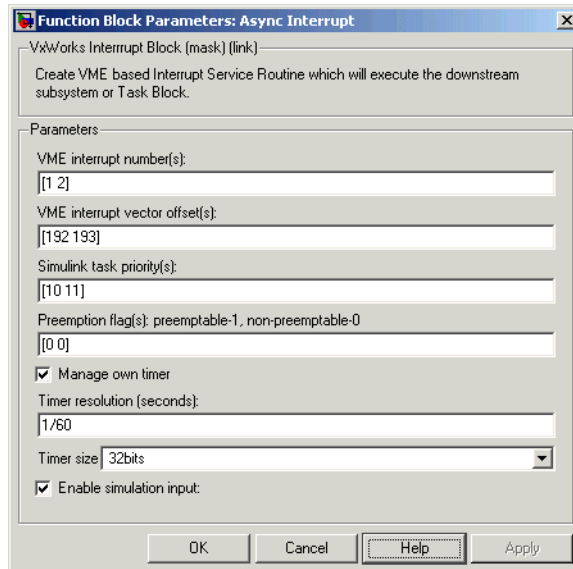 Function Block Parameters: Async Interrupt
VxWorks Interrrupt Block (mask) (link)
Create VME based Interrupt Service Routine which will execute the downstream
subsystem or Task Block.
Parameters
VME interrupt number(s):
[1 2]
VME interrupt vector offset(s):
[192 193]
Simulink task priority(s):
[10 11]
Preemption flag(s): preemptable-1, non-preemptable-0
[0 0]
Manage own timer
Timer resolution (seconds):
1/60
Timer size 32bits
Enable simulation input:
OK Cancel Help Apply